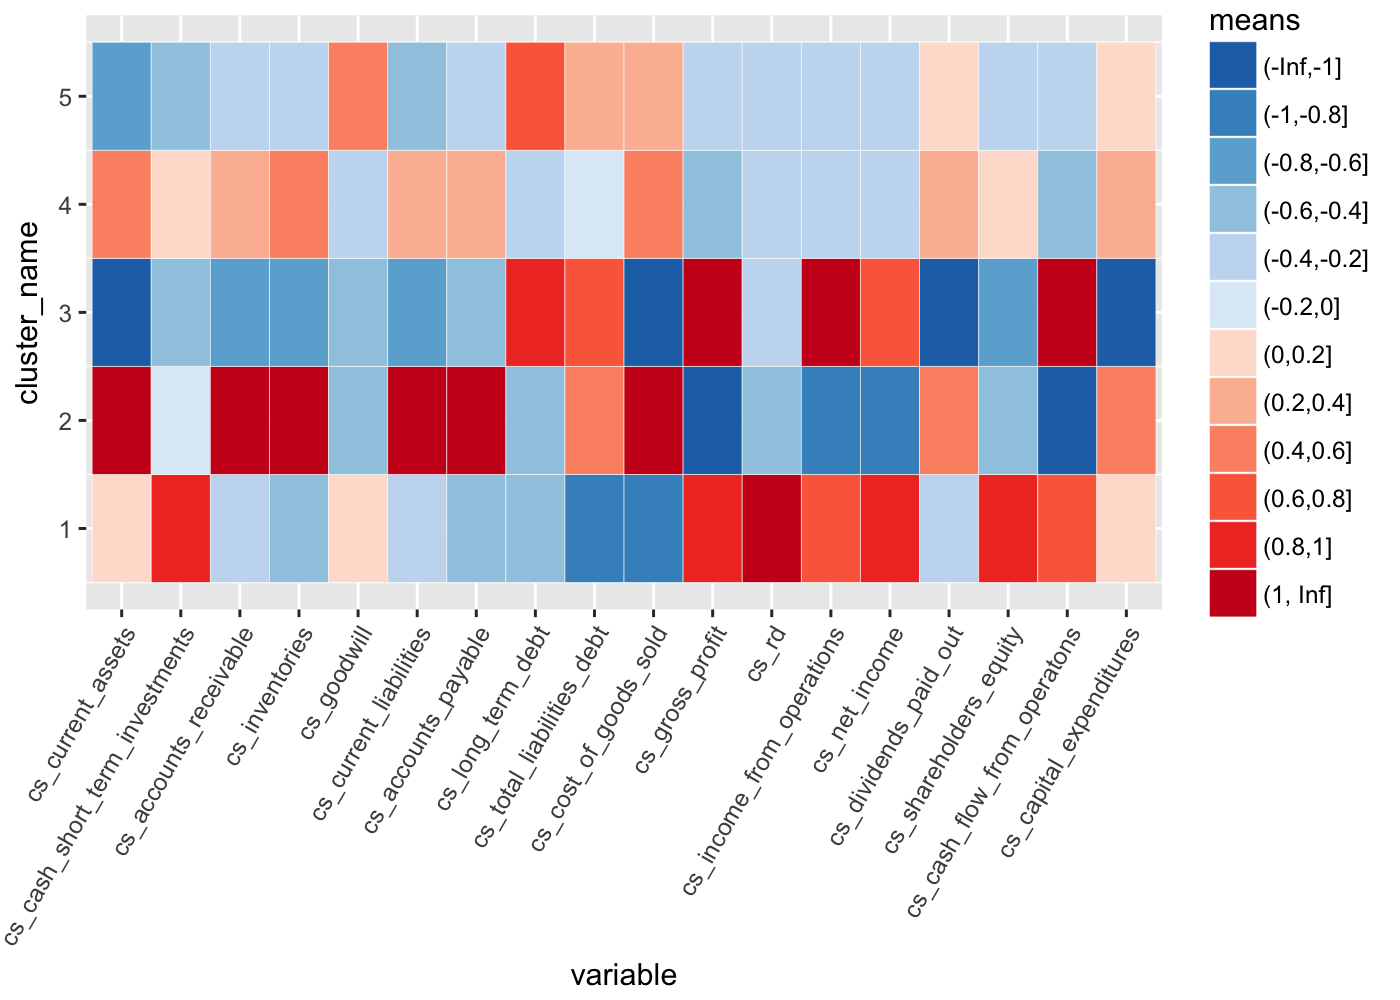 means
(-Inf,-1]
(-1,-0.8]
(-0.8,-0.6]
(-0.6,-0.4]
(-0.4,-0.2]
(-0.2,0]
(0,0.2]
(0.2,0.4]
(0.4,0.6]
(0.6,0.8]
(0.8,1]
(1, Inf]
cluster_name
5
4
3
2
1
cs_current_assets
cs_cash_short_term_investments
cs_accounts_receivable
cs_inventories
cs_goodwill
cs_current_liabilities
cs_accounts_payable
cs_long_term_debt
cs_total_liabilities_debt
cs_cost_of_goods_sold
cs_gross_profit
cs_rd
cs_income_from_operations
cs_net_income
cs_dividends_paid_out
cs_shareholders_equity
cs_cash_flow_from_operatons
cs_capital_expenditures
variable